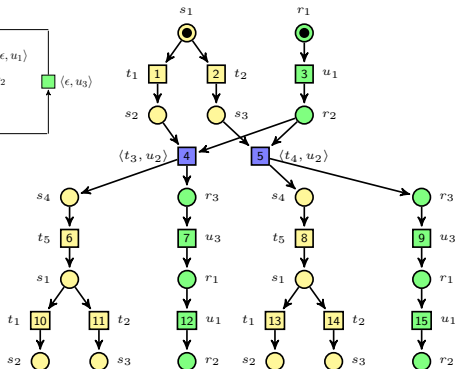 s₁ r₁
⟨ϵ, u₁⟩
t₁ 1 2 t₂ 3 u₁
⟨ϵ, u₃⟩
s₂ s₃ r₂
⟨t₃, u₂⟩ 4 5 ⟨t₄, u₂⟩
s₄ r₃ s₄ r₃
t₅ 6 7 u₃ t₅ 8 9 u₃
s₁ r₁ s₁ r₁
t₁ 10 11 t₂ 12 u₁ t₁ 13 14 t₂ 15 u₁
s₂ s₃ r₂ s₂ s₃ r₂